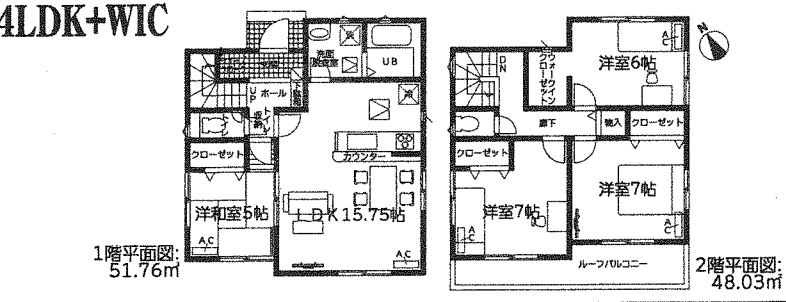 4LDK+WIC
洗面
脱衣室
UB
UP
ホール
収納
トイレ
クローゼット
カウンター
洋和室5帖
LDK15.75帖
AC
AC
1階平面図:
51.76㎡
N
DN
ウォークイン
クローゼット
洋室6帖
AC
廊下
物入
クローゼット
クローゼット
洋室7帖
洋室7帖
AC
AC
ルーフバルコニー
2階平面図:
48.03㎡